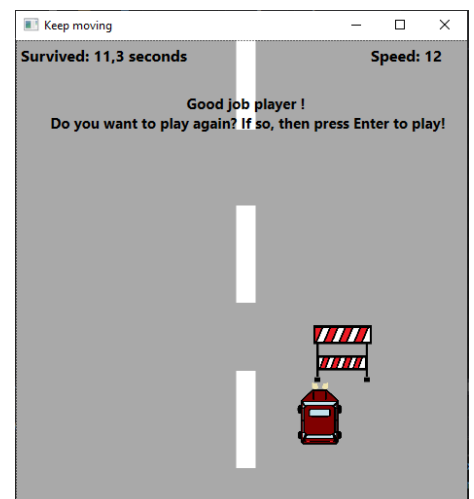 Keep moving
Survived: 11,3 seconds Speed: 12
Good job player !
Do you want to play again? If so, then press Enter to play!